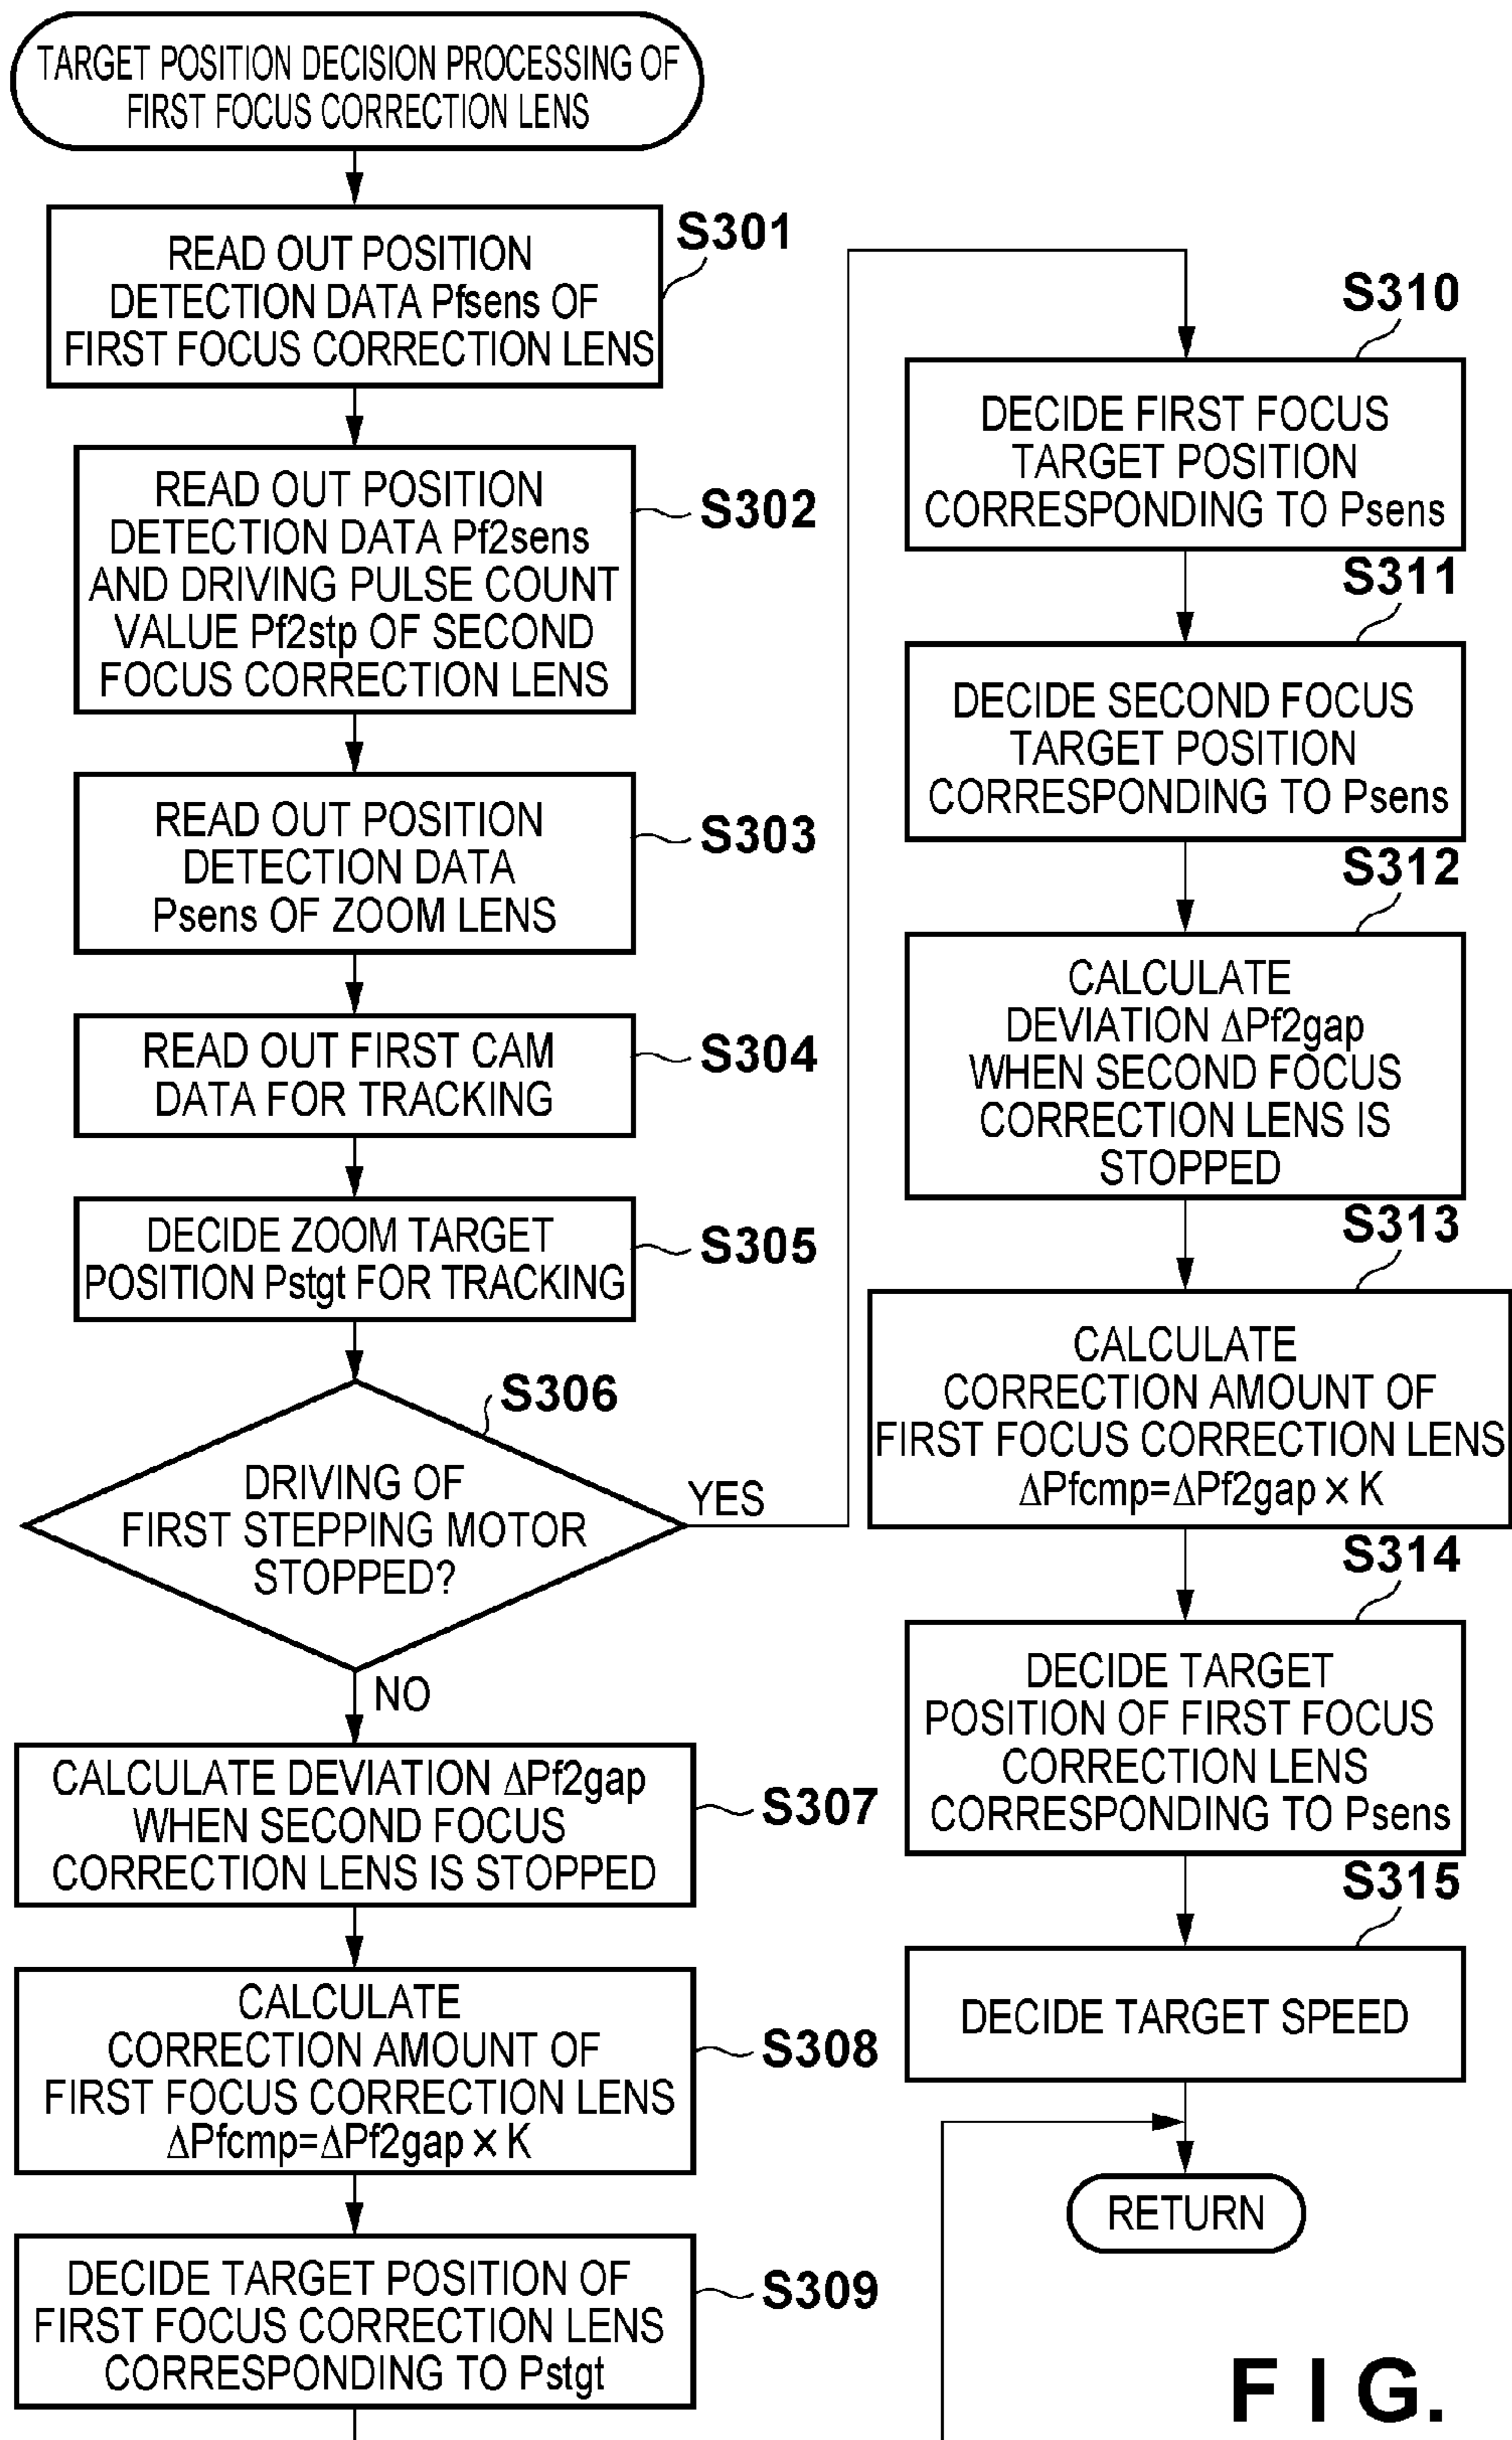 TARGET POSITION DECISION PROCESSING OF
FIRST FOCUS CORRECTION LENS
S301
READ OUT POSITION
DETECTION DATA Pfsens OF
FIRST FOCUS CORRECTION LENS
S302
READ OUT POSITION
DETECTION DATA Pf2sens
AND DRIVING PULSE COUNT
VALUE Pf2stp OF SECOND
FOCUS CORRECTION LENS
S303
READ OUT POSITION
DETECTION DATA
Psens OF ZOOM LENS
S304
READ OUT FIRST CAM
DATA FOR TRACKING
S305
DECIDE ZOOM TARGET
POSITION Pstgt FOR TRACKING
S306
DRIVING OF
FIRST STEPPING MOTOR
STOPPED?
YES
NO
CALCULATE DEVIATION ΔPf2gap
WHEN SECOND FOCUS
CORRECTION LENS IS STOPPED
S307
CALCULATE
CORRECTION AMOUNT OF
FIRST FOCUS CORRECTION LENS
ΔPfcmp=ΔPf2gap × K
S308
DECIDE TARGET POSITION OF
FIRST FOCUS CORRECTION LENS
CORRESPONDING TO Pstgt
S309
S310
DECIDE FIRST FOCUS
TARGET POSITION
CORRESPONDING TO Psens
S311
DECIDE SECOND FOCUS
TARGET POSITION
CORRESPONDING TO Psens
S312
CALCULATE
DEVIATION ΔPf2gap
WHEN SECOND FOCUS
CORRECTION LENS IS
STOPPED
S313
CALCULATE
CORRECTION AMOUNT OF
FIRST FOCUS CORRECTION LENS
ΔPfcmp=ΔPf2gap × K
S314
DECIDE TARGET
POSITION OF FIRST FOCUS
CORRECTION LENS
CORRESPONDING TO Psens
S315
DECIDE TARGET SPEED
RETURN
FIG.